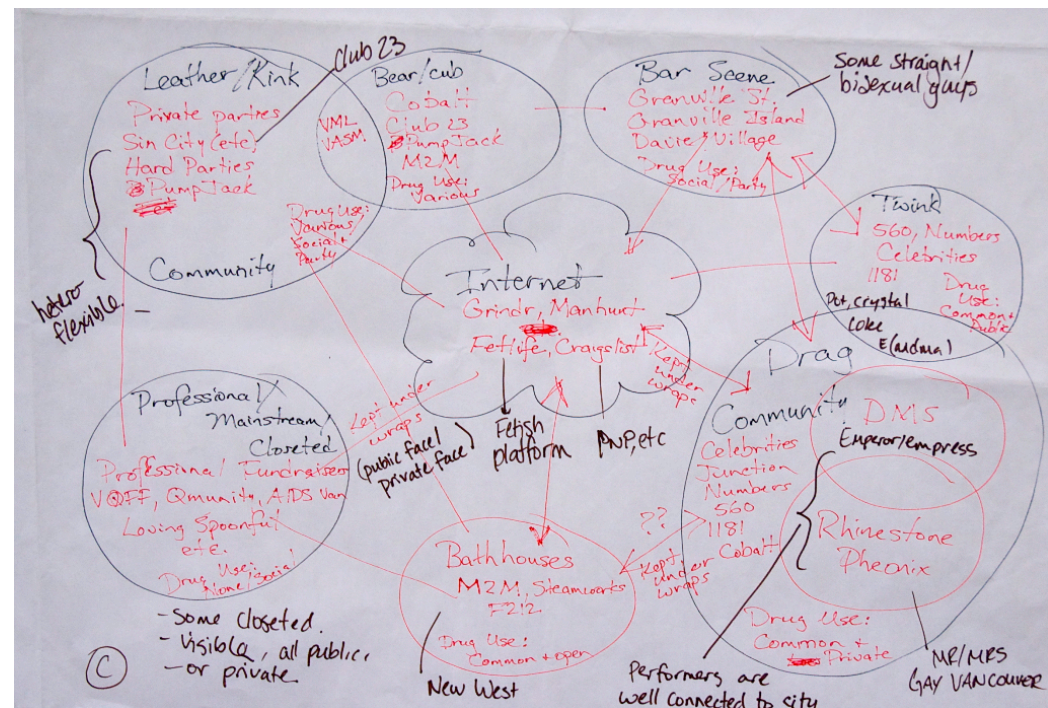 Leather/Kink
Private parties
Sin City (etc)
Hard Parties
PumpJack
Drug Use:
Various
Social +
Party
Community
hetero
flexible
club 23
VML
VASM
Bear/cub
Cobalt
Club 23
PumpJack
M2M
Drug Use:
Various
Bar Scene
Granville St.
Granville Island
Davie Village
Drug Use:
Social/Party
Some straight/
bisexual guys
Twink
560, Numbers
Celebrities
1181
Drug
Use:
Common +
Public
Pot, crystal
coke
E (mdma)
Internet
Grindr, Manhunt
Fetlife, Craigslist
Kept under
wraps
(public face/
private face)
Fetish
platform
PNP, etc
Kept
under
wraps
Professional/
Mainstream/
Closeted
Professional Fundraisers
VQFF, Qmunity, AIDS Van
Loving Spoonful
etc.
Drug Use:
None/Social
- Some closeted.
- Visible, all public,
- or private
C
Bathhouses
M2M, Steamworks
F212
Drug Use:
Common + open
New West
??
Kept
under
wraps
Drag
Community
Celebrities
Junction
Numbers
560
1181
Cobalt
DMS
Emperor/empress
Rhinestone
Pheonix
Drug Use:
Common +
Private
Performers are
well connected to sity
MR/MRS
GAY VANCOUVER